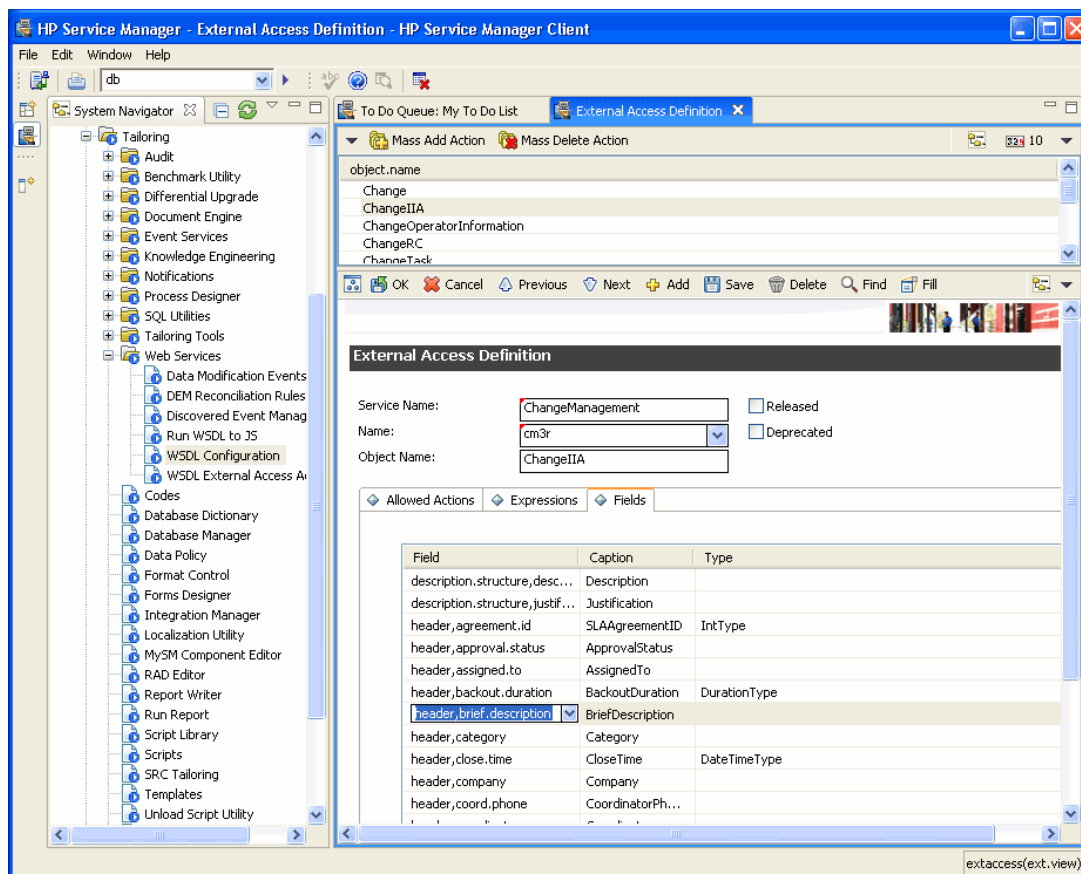 HP Service Manager - External Access Definition - HP Service Manager Client
File Edit Window Help
db
System Navigator
Tailoring
Audit
Benchmark Utility
Differential Upgrade
Document Engine
Event Services
Knowledge Engineering
Notifications
Process Designer
SQL Utilities
Tailoring Tools
Web Services
Data Modification Events
DEM Reconciliation Rules
Discovered Event Manag
Run WSDL to JS
WSDL Configuration
WSDL External Access A
Codes
Database Dictionary
Database Manager
Data Policy
Format Control
Forms Designer
Integration Manager
Localization Utility
MySM Component Editor
RAD Editor
Report Writer
Run Report
Script Library
Scripts
SRC Tailoring
Templates
Unload Script Utility
To Do Queue: My To Do List External Access Definition
Mass Add Action Mass Delete Action 10
object.name
Change
ChangeIIA
ChangeOperatorInformation
ChangeRC
ChangeTask
OK Cancel Previous Next Add Save Delete Find Fill
External Access Definition
Service Name: ChangeManagement Released
Name: cm3r Deprecated
Object Name: ChangeIIA
Allowed Actions Expressions Fields
Field Caption Type
description.structure,desc... Description
description.structure,justif... Justification
header,agreement.id SLAAgreementID IntType
header,approval.status ApprovalStatus
header,assigned.to AssignedTo
header,backout.duration BackoutDuration DurationType
header,brief.description BriefDescription
header,category Category
header,close.time CloseTime DateTimeType
header,company Company
header,coord.phone CoordinatorPh...
extaccess(ext.view)